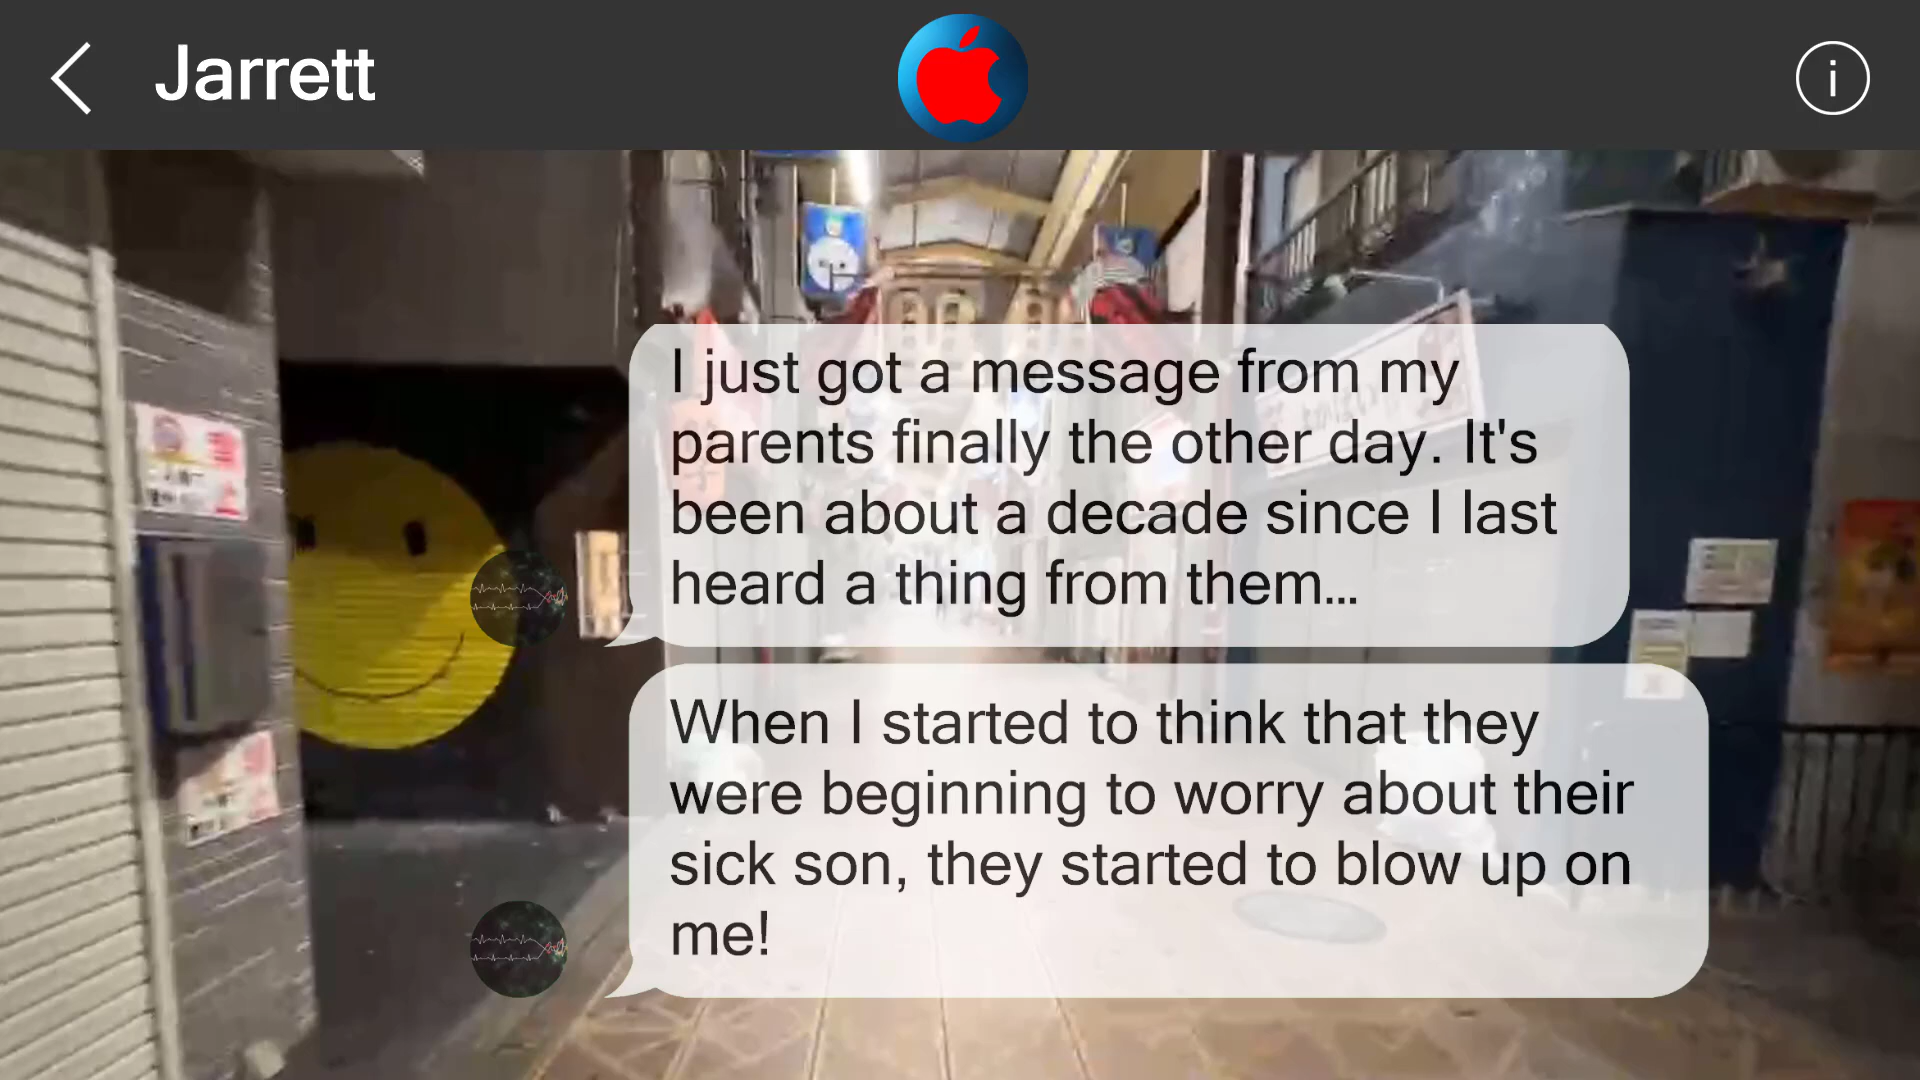 Jarrett
i
I just got a message from my
parents finally the other day. It's
been about a decade since I last
heard a thing from them...
When I started to think that they
were beginning to worry about their
sick son, they started to blow up on
me!